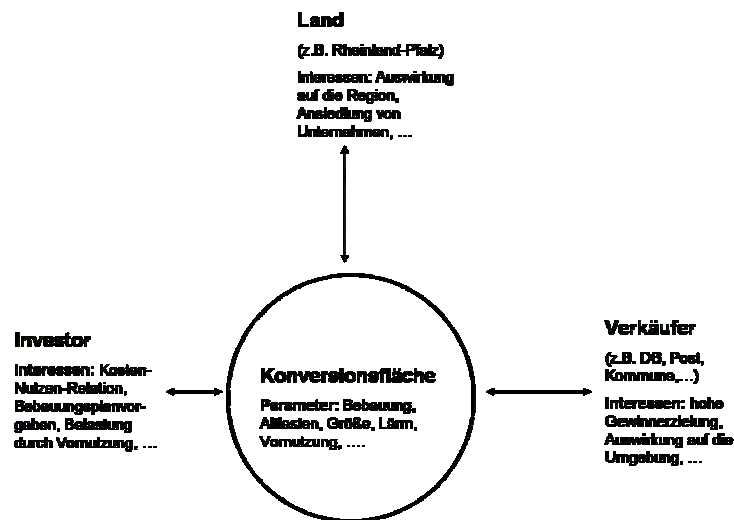 Land
(z.B. Rheinland-Pfalz)
Interessen: Auswirkung
auf die Region,
Ansiedlung von
Unternehmen, ...
Investor
Interessen: Kosten-
Nutzen-Relation,
Bebauungsplanvor-
gaben, Belastung
durch Vornutzung, ...
Konversionsfläche
Parameter: Bebauung,
Altlasten, Größe, Lärm,
Vornutzung, ....
Verkäufer
(z.B. DB, Post,
Kommune,...)
Interessen: hohe
Gewinnerzielung,
Auswirkung auf die
Umgebung, ...